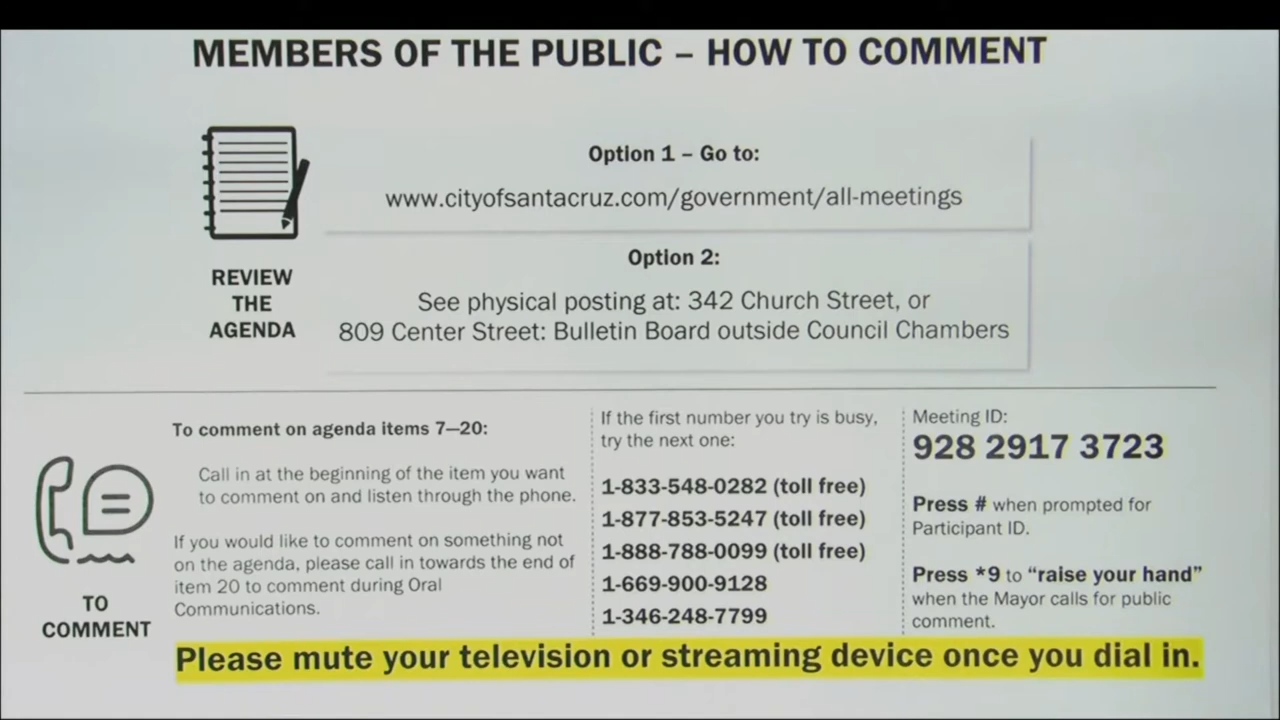 MEMBERS OF THE PUBLIC – HOW TO COMMENT
Option 1 – Go to:
www.cityofsantacruz.com/government/all-meetings
Option 2:
See physical posting at: 342 Church Street, or
809 Center Street: Bulletin Board outside Council Chambers
REVIEW
THE
AGENDA
To comment on agenda items 7—20:
Call in at the beginning of the item you want
to comment on and listen through the phone.
If you would like to comment on something not
on the agenda, please call in towards the end of
item 20 to comment during Oral
Communications.
TO
COMMENT
If the first number you try is busy,
try the next one:
1-833-548-0282 (toll free)
1-877-853-5247 (toll free)
1-888-788-0099 (toll free)
1-669-900-9128
1-346-248-7799
Meeting ID:
928 2917 3723
Press # when prompted for
Participant ID.
Press *9 to “raise your hand”
when the Mayor calls for public
comment.
Please mute your television or streaming device once you dial in.